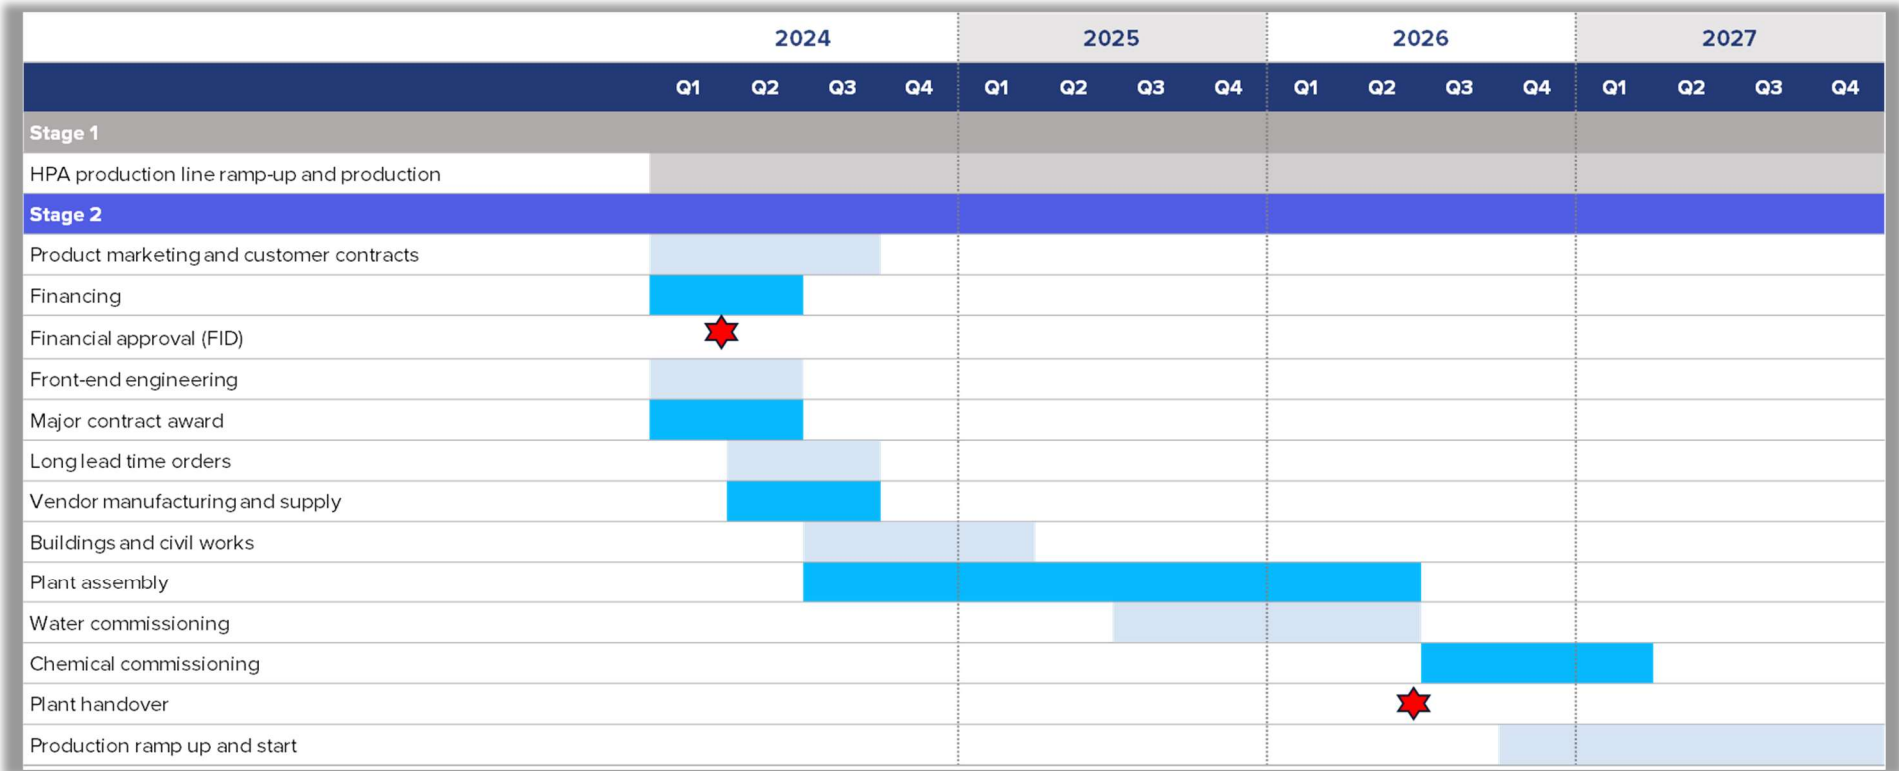 2024 2025 2026 2027
Q1 Q2 Q3 Q4 Q1 Q2 Q3 Q4 Q1 Q2 Q3 Q4 Q1 Q2 Q3 Q4
Stage 1
HPA production line ramp-up and production
Stage 2
Product marketing and customer contracts
Financing
Financial approval (FID)
Front-end engineering
Major contract award
Long lead time orders
Vendor manufacturing and supply
Buildings and civil works
Plant assembly
Water commissioning
Chemical commissioning
Plant handover
Production ramp up and start